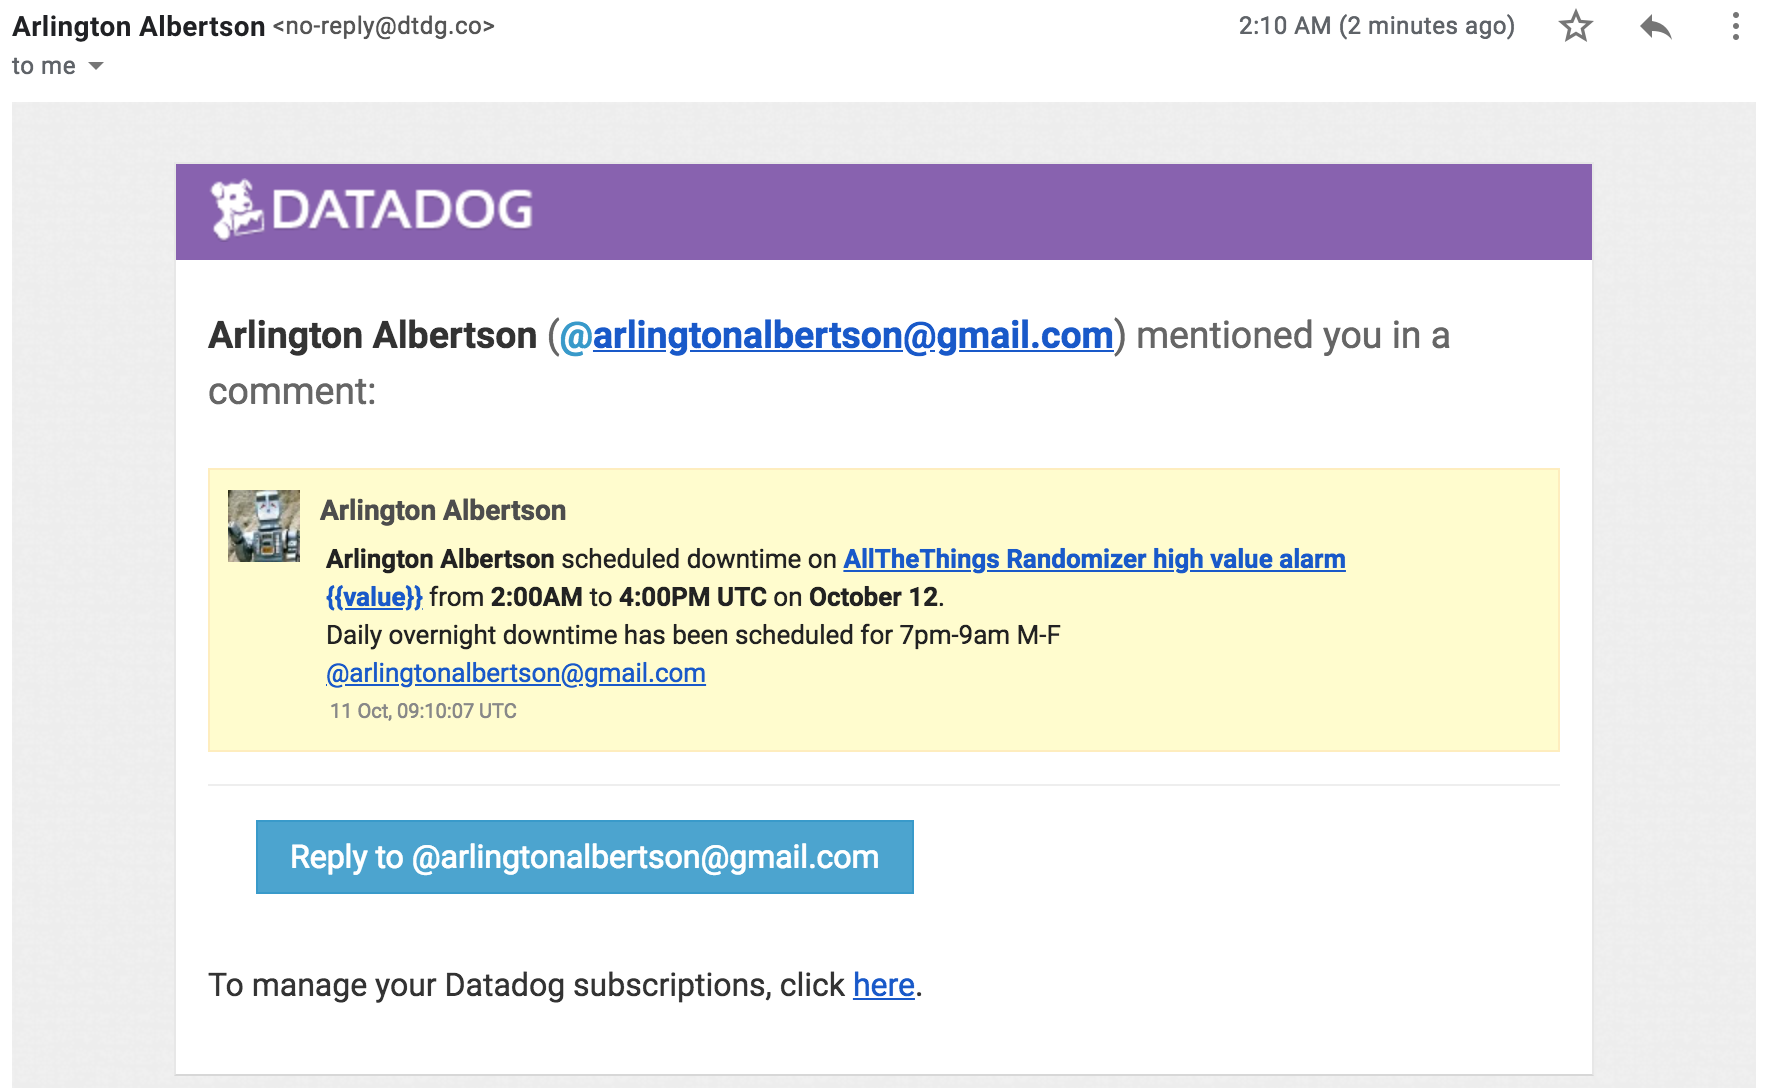 Arlington Albertson <no-reply@dtdg.co>
2:10 AM (2 minutes ago)
to me
DATADOG
Arlington Albertson (@arlingtonalbertson@gmail.com) mentioned you in a
comment:
Arlington Albertson
Arlington Albertson scheduled downtime on AllTheThings Randomizer high value alarm
{{value}} from 2:00AM to 4:00PM UTC on October 12.
Daily overnight downtime has been scheduled for 7pm-9am M-F
@arlingtonalbertson@gmail.com
11 Oct, 09:10:07 UTC
Reply to @arlingtonalbertson@gmail.com
To manage your Datadog subscriptions, click here.